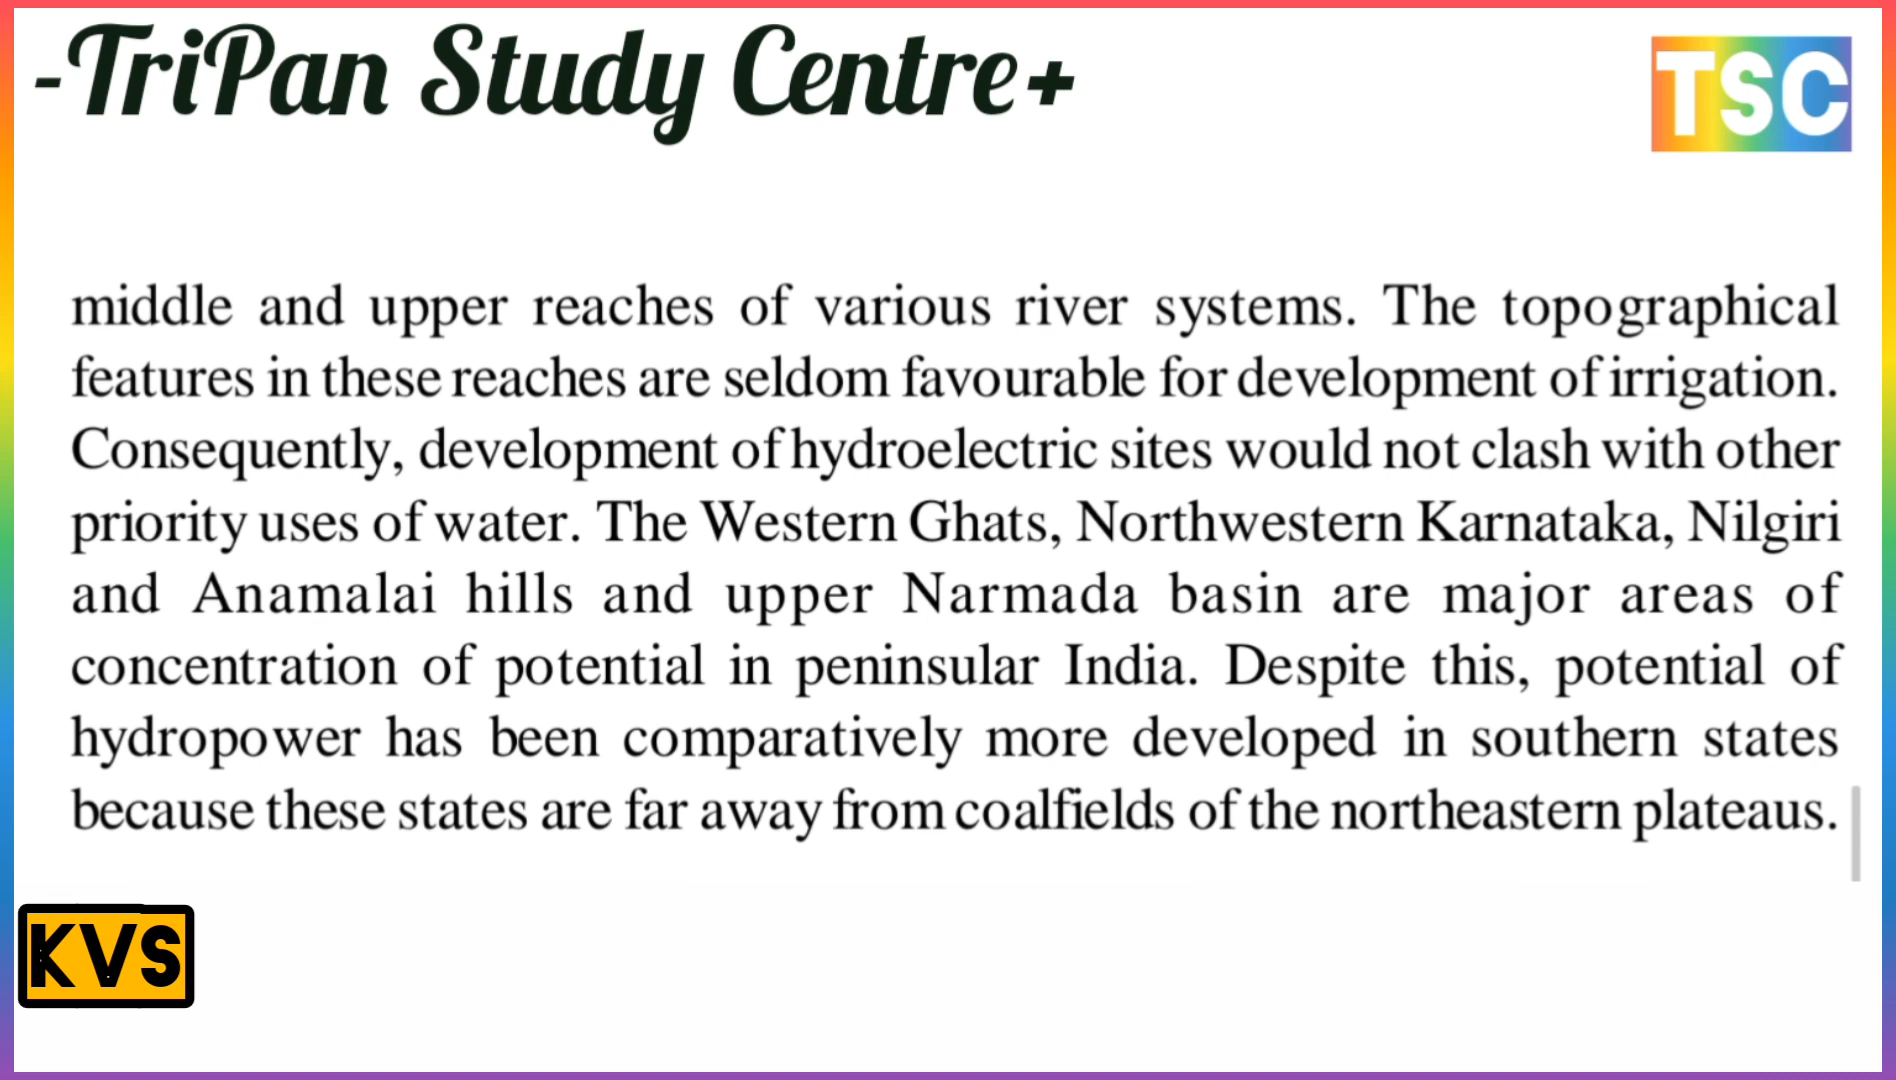 -TriPan Study Centre+
TSC
middle and upper reaches of various river systems. The topographical
features in these reaches are seldom favourable for development of irrigation.
Consequently, development of hydroelectric sites would not clash with other
priority uses of water. The Western Ghats, Northwestern Karnataka, Nilgiri
and Anamalai hills and upper Narmada basin are major areas of
concentration of potential in peninsular India. Despite this, potential of
hydropower has been comparatively more developed in southern states
because these states are far away from coalfields of the northeastern plateaus.
KVS